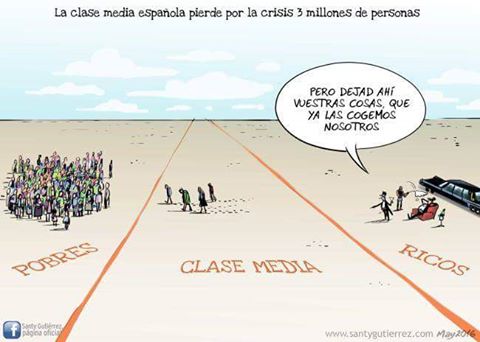 La clase media española pierde por la crisis 3 millones de personas
PERO DEJAD AHÍ
VUESTRAS COSAS, QUE
YA LAS COGEMOS
NOSOTROS
POBRES
CLASE MEDIA
RICOS
f
Santy Gutiérrez
página oficial
www.santygutierrez.com May2016